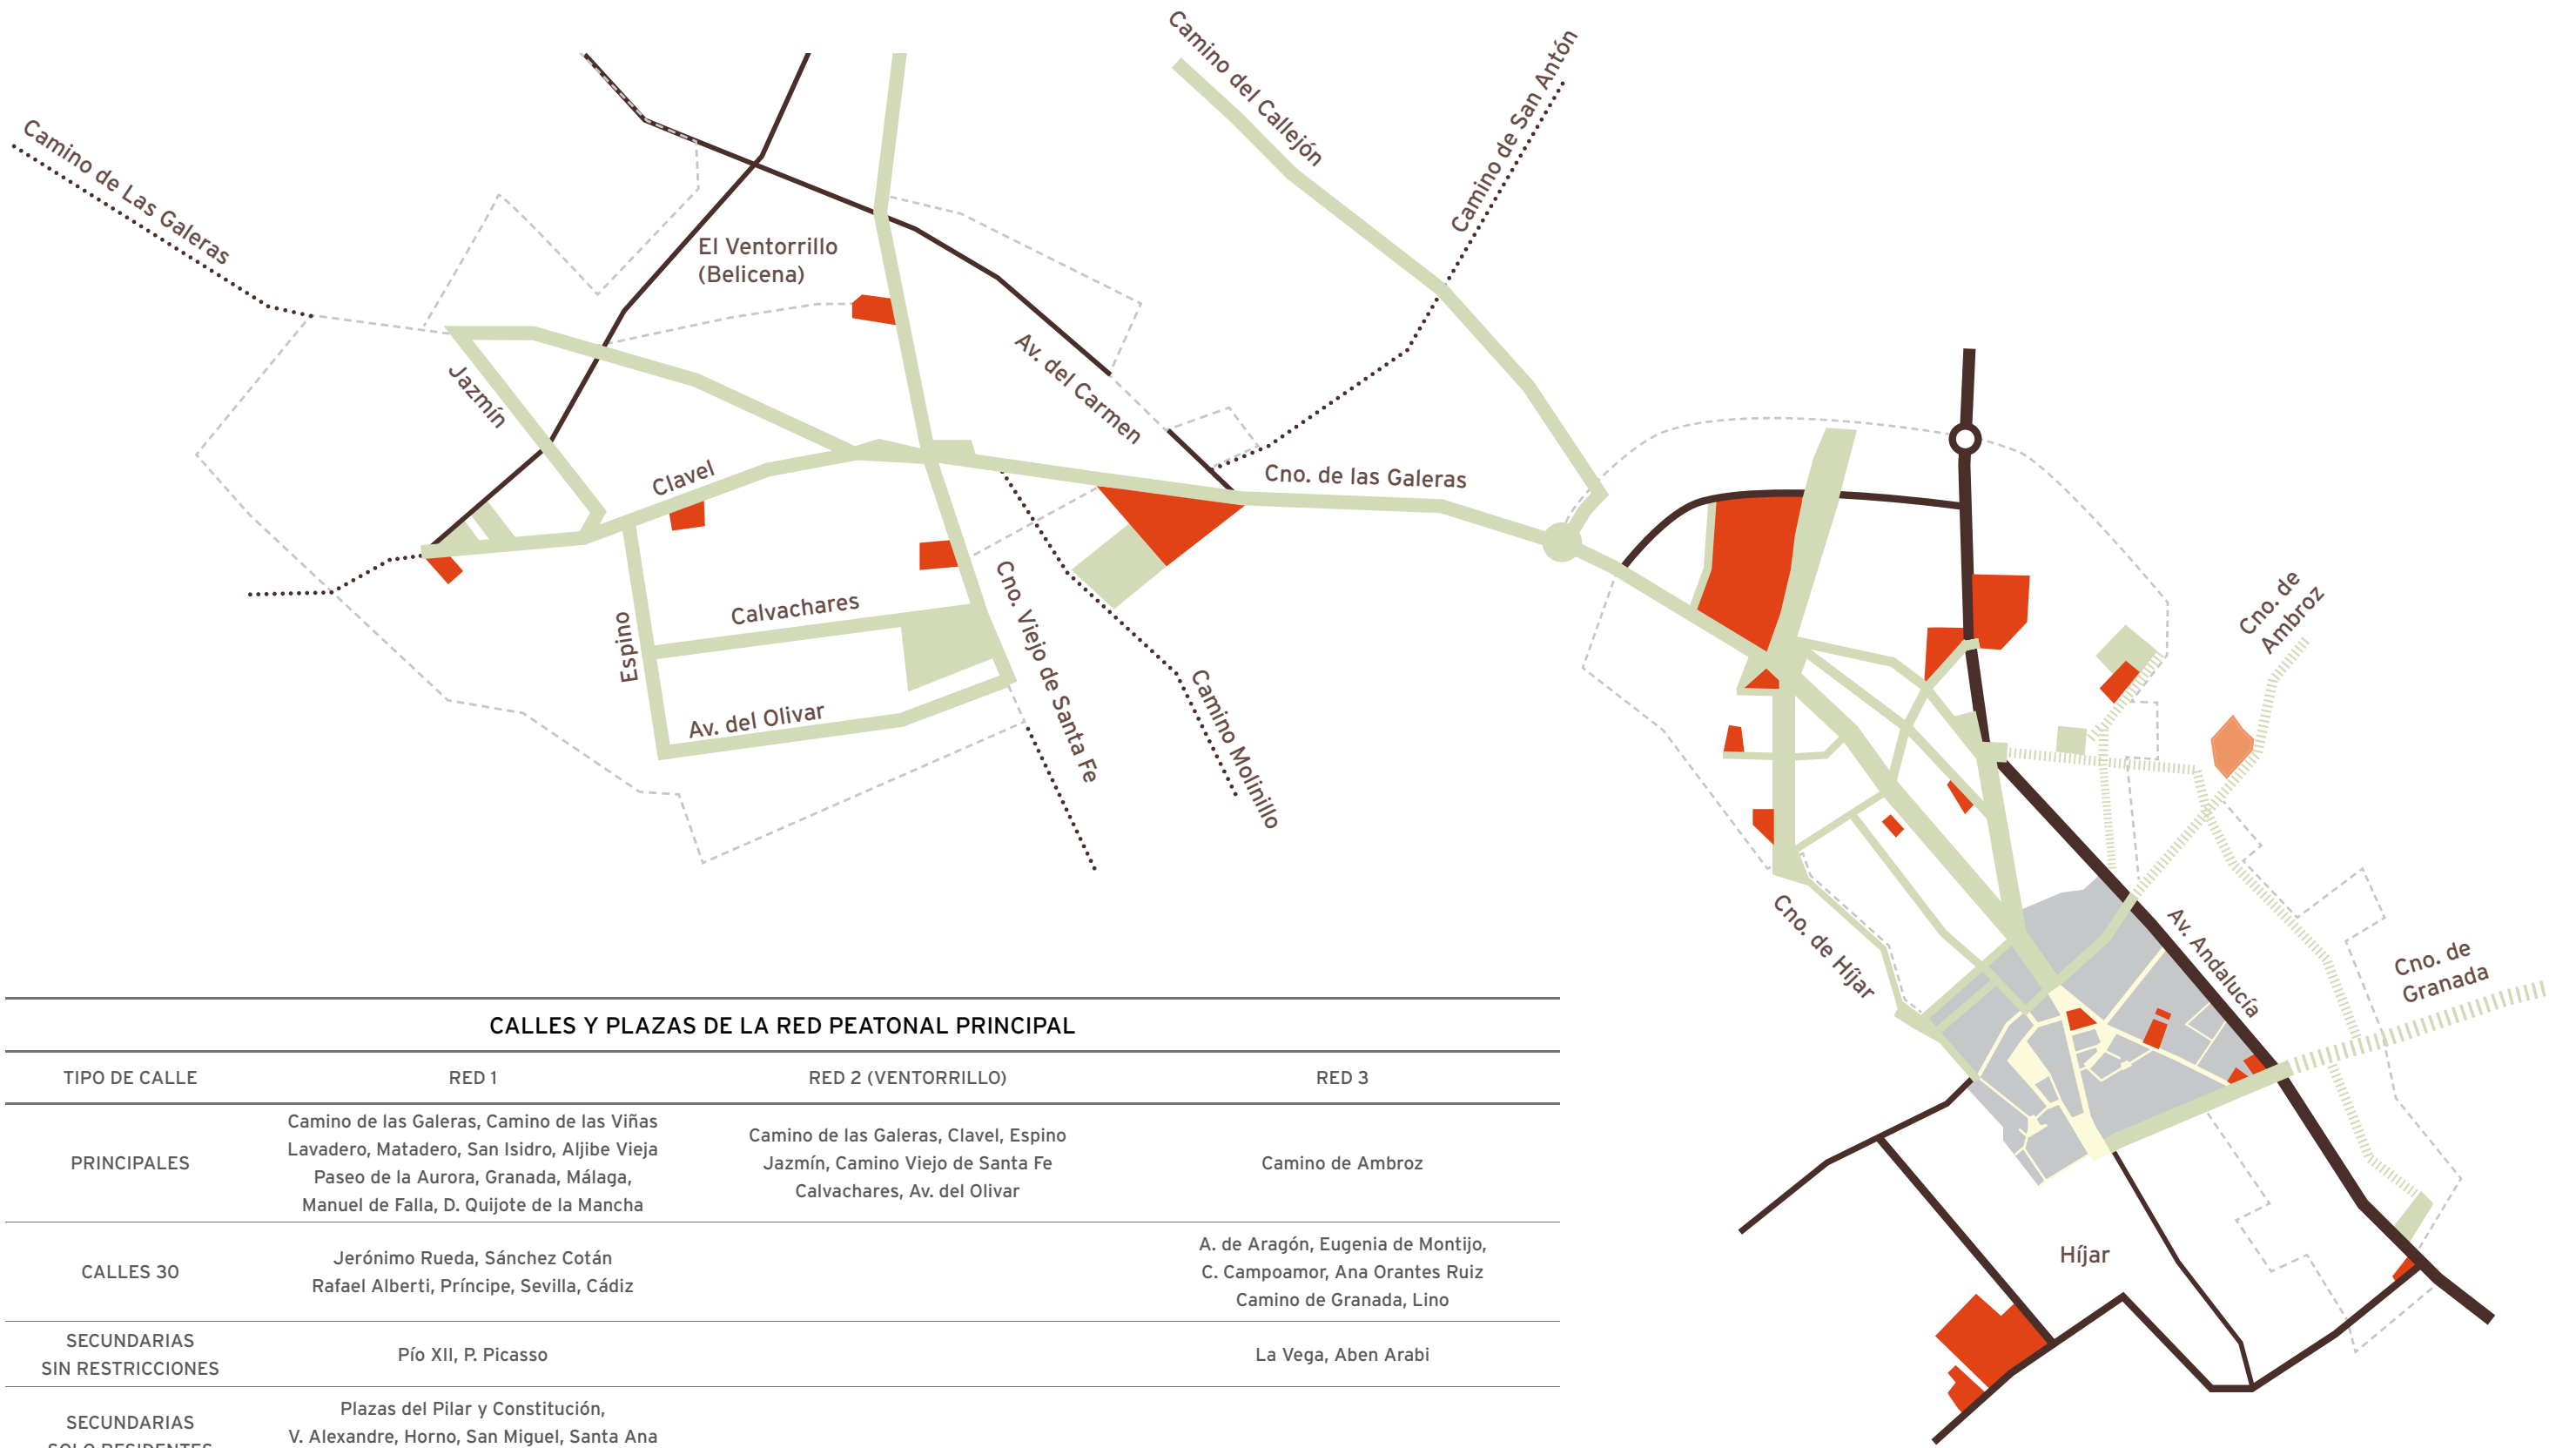 Camino de Las Galeras
El Ventorrillo
(Belicena)
Jazmín
Clavel
Espino
Calvachares
Av. del Olivar
Cno. Viejo de Santa Fe
Camino Molinillo
Av. del Carmen
Cno. de las Galeras
Camino del Callejón
Camino de San Antón
Cno. de
Ambroz
Cno. de Híjar
Av. Andalucía
Cno. de
Granada
Híjar
CALLES Y PLAZAS DE LA RED PEATONAL PRINCIPAL
TIPO DE CALLE RED 1 RED 2 (VENTORRILLO) RED 3
PRINCIPALES
Camino de las Galeras, Camino de las Viñas
Lavadero, Matadero, San Isidro, Aljibe Vieja
Paseo de la Aurora, Granada, Málaga,
Manuel de Falla, D. Quijote de la Mancha
Camino de las Galeras, Clavel, Espino
Jazmín, Camino Viejo de Santa Fe
Calvachares, Av. del Olivar
Camino de Ambroz
CALLES 30
Jerónimo Rueda, Sánchez Cotán
Rafael Alberti, Príncipe, Sevilla, Cádiz
A. de Aragón, Eugenia de Montijo,
C. Campoamor, Ana Orantes Ruiz
Camino de Granada, Lino
SECUNDARIAS
SIN RESTRICCIONES
Pío XII, P. Picasso
La Vega, Aben Arabi
SECUNDARIAS
SOLO RESIDENTES
Plazas del Pilar y Constitución,
V. Alexandre, Horno, San Miguel, Santa Ana